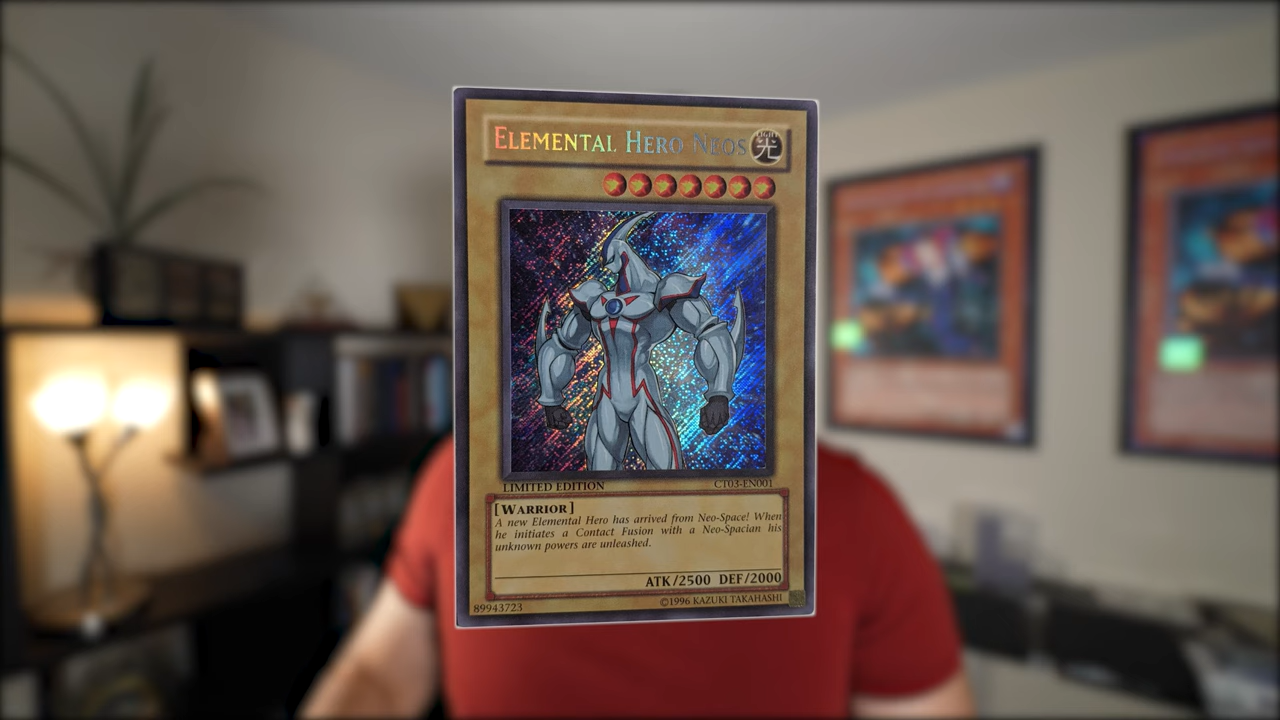 ELEMENTAL HERO NEOS
LIGHT
光
LIMITED EDITION
CT03-EN001
[WARRIOR]
A new Elemental Hero has arrived from Neo-Space! When
he initiates a Contact Fusion with a Neo-Spacian his
unknown powers are unleashed.
ATK/2500 DEF/2000
89943723
©1996 KAZUKI TAKAHASHI